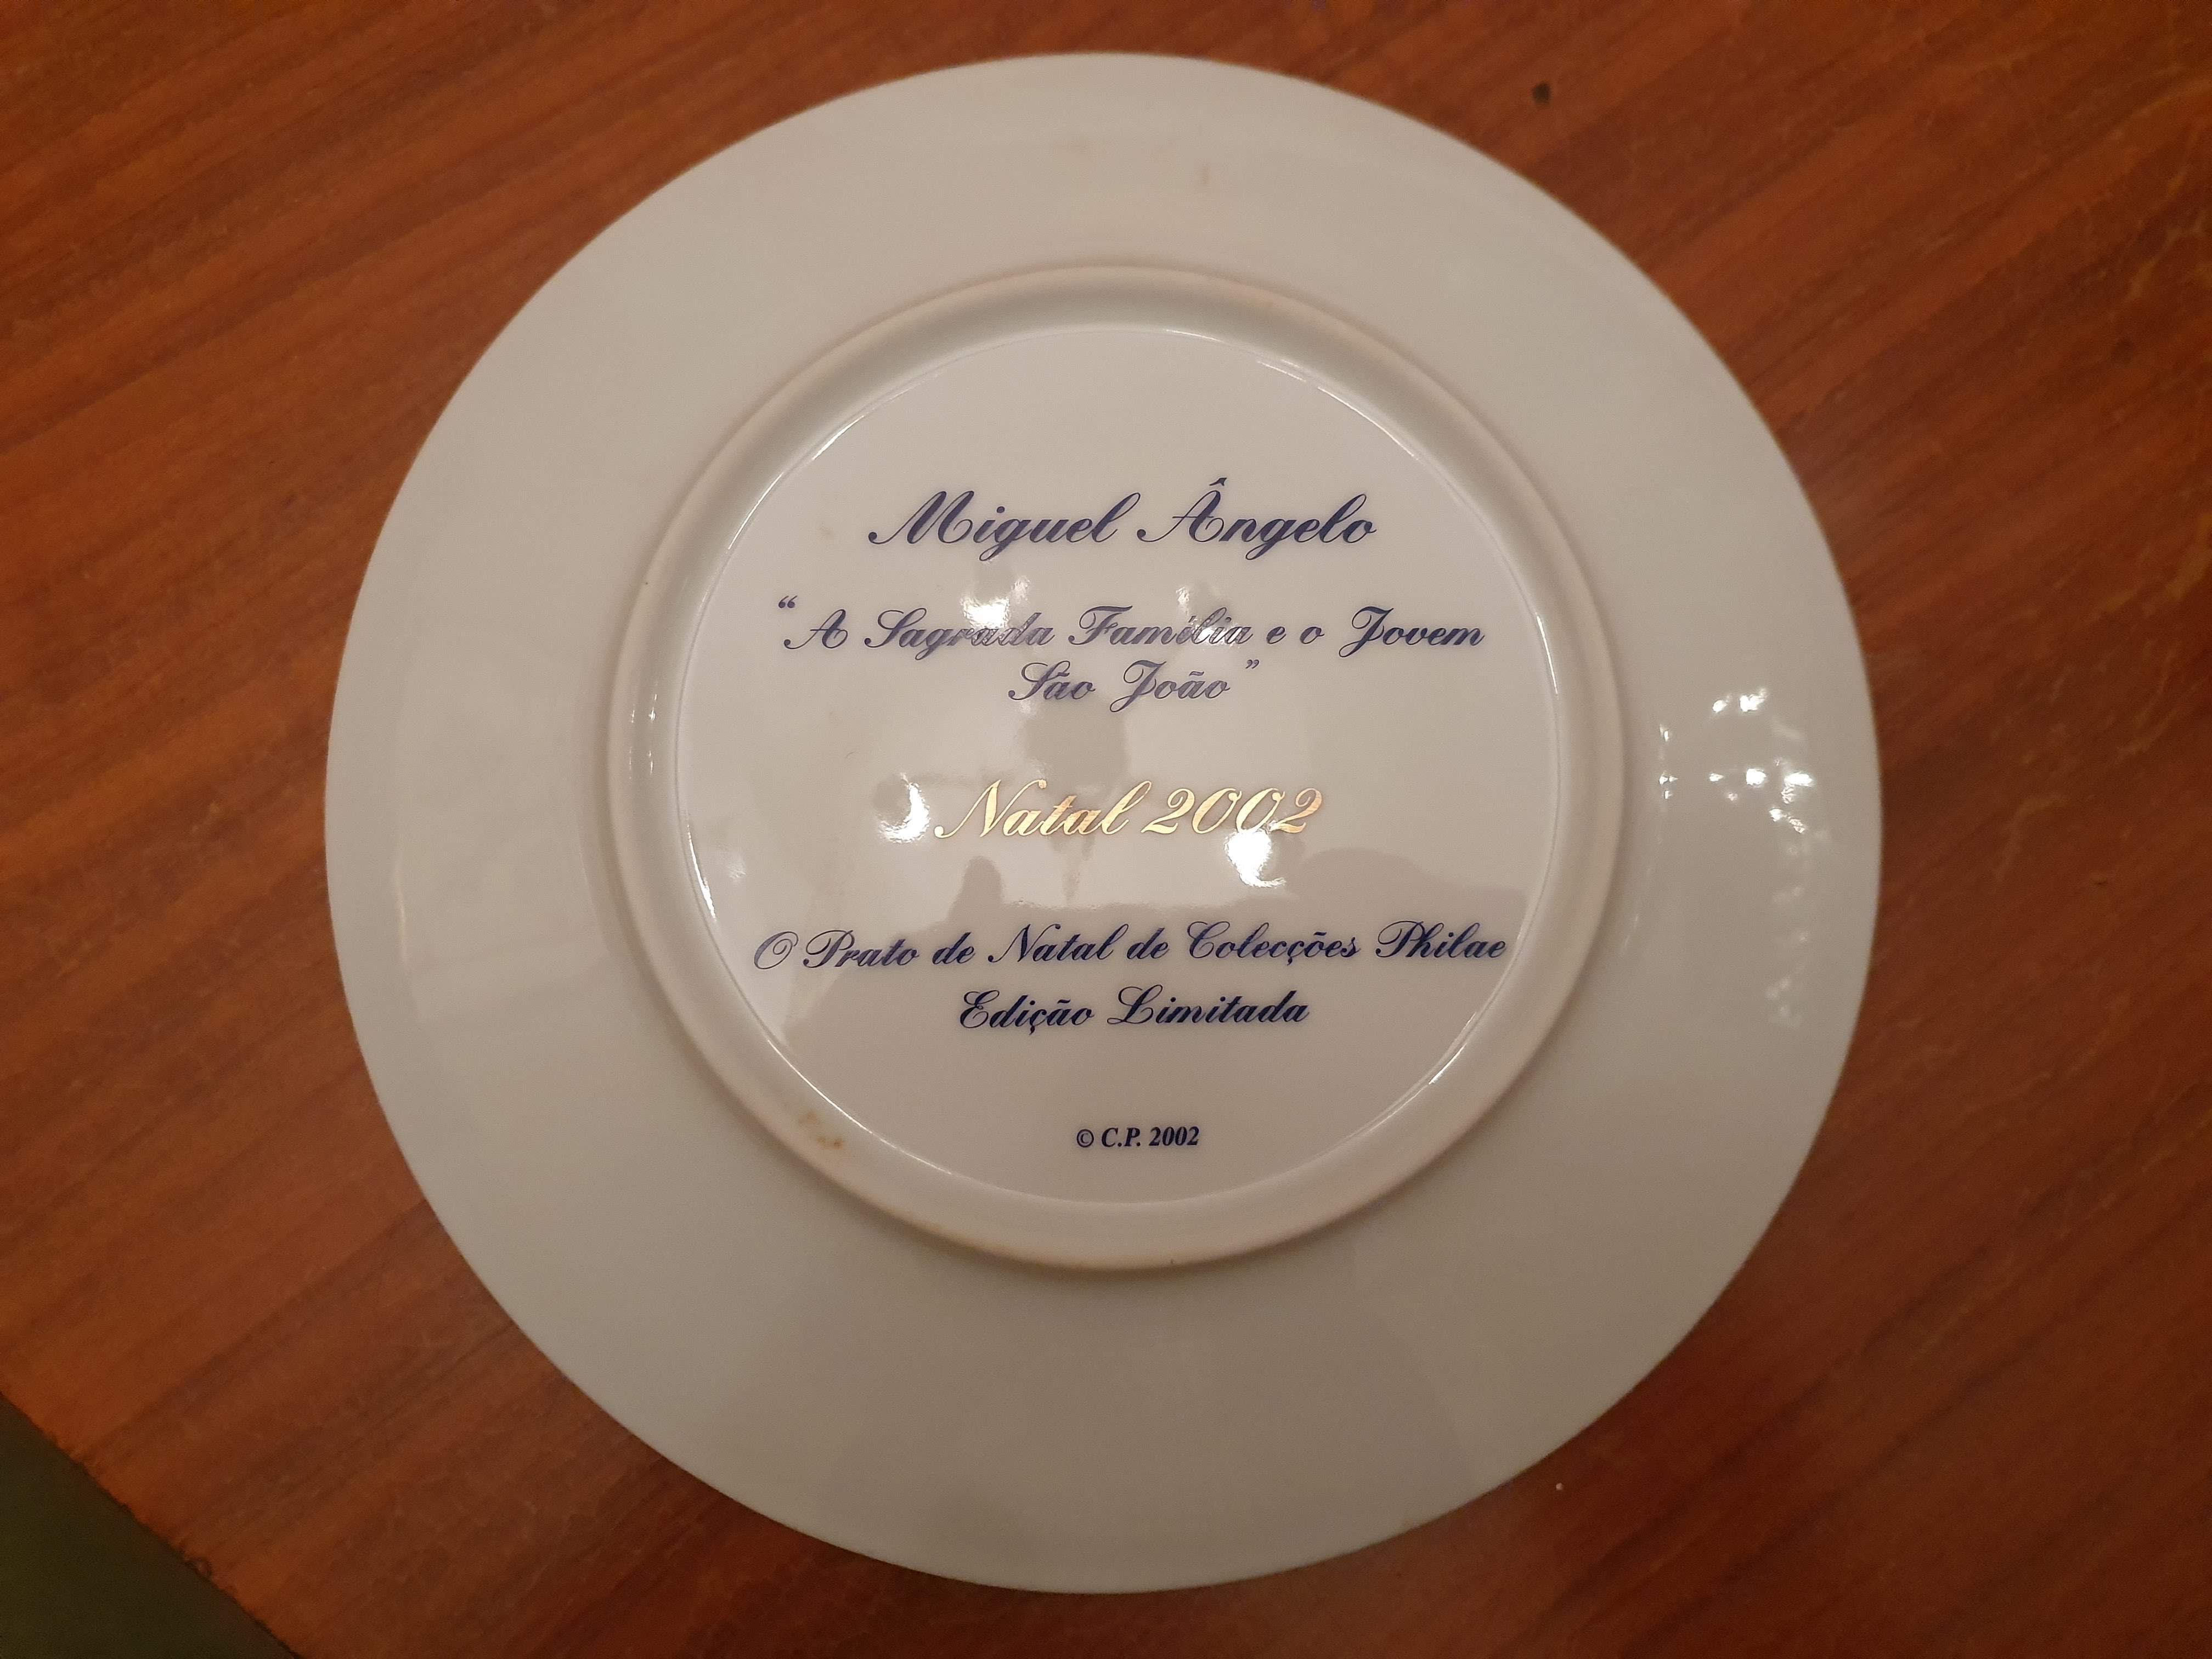 Miguel Ângelo
“A Sagrada Família e o Jovem
São João”
Natal 2002
O Prato de Natal de Colecções Philae
Edição Limitada
© C.P. 2002